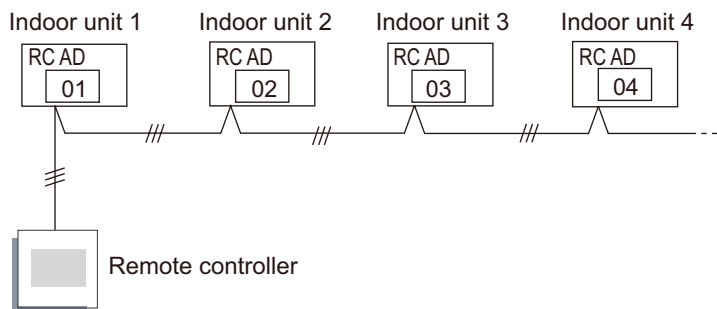 Indoor unit 1 Indoor unit 2 Indoor unit 3 Indoor unit 4
RC AD RC AD RC AD RC AD
01 02 03 04
Remote controller